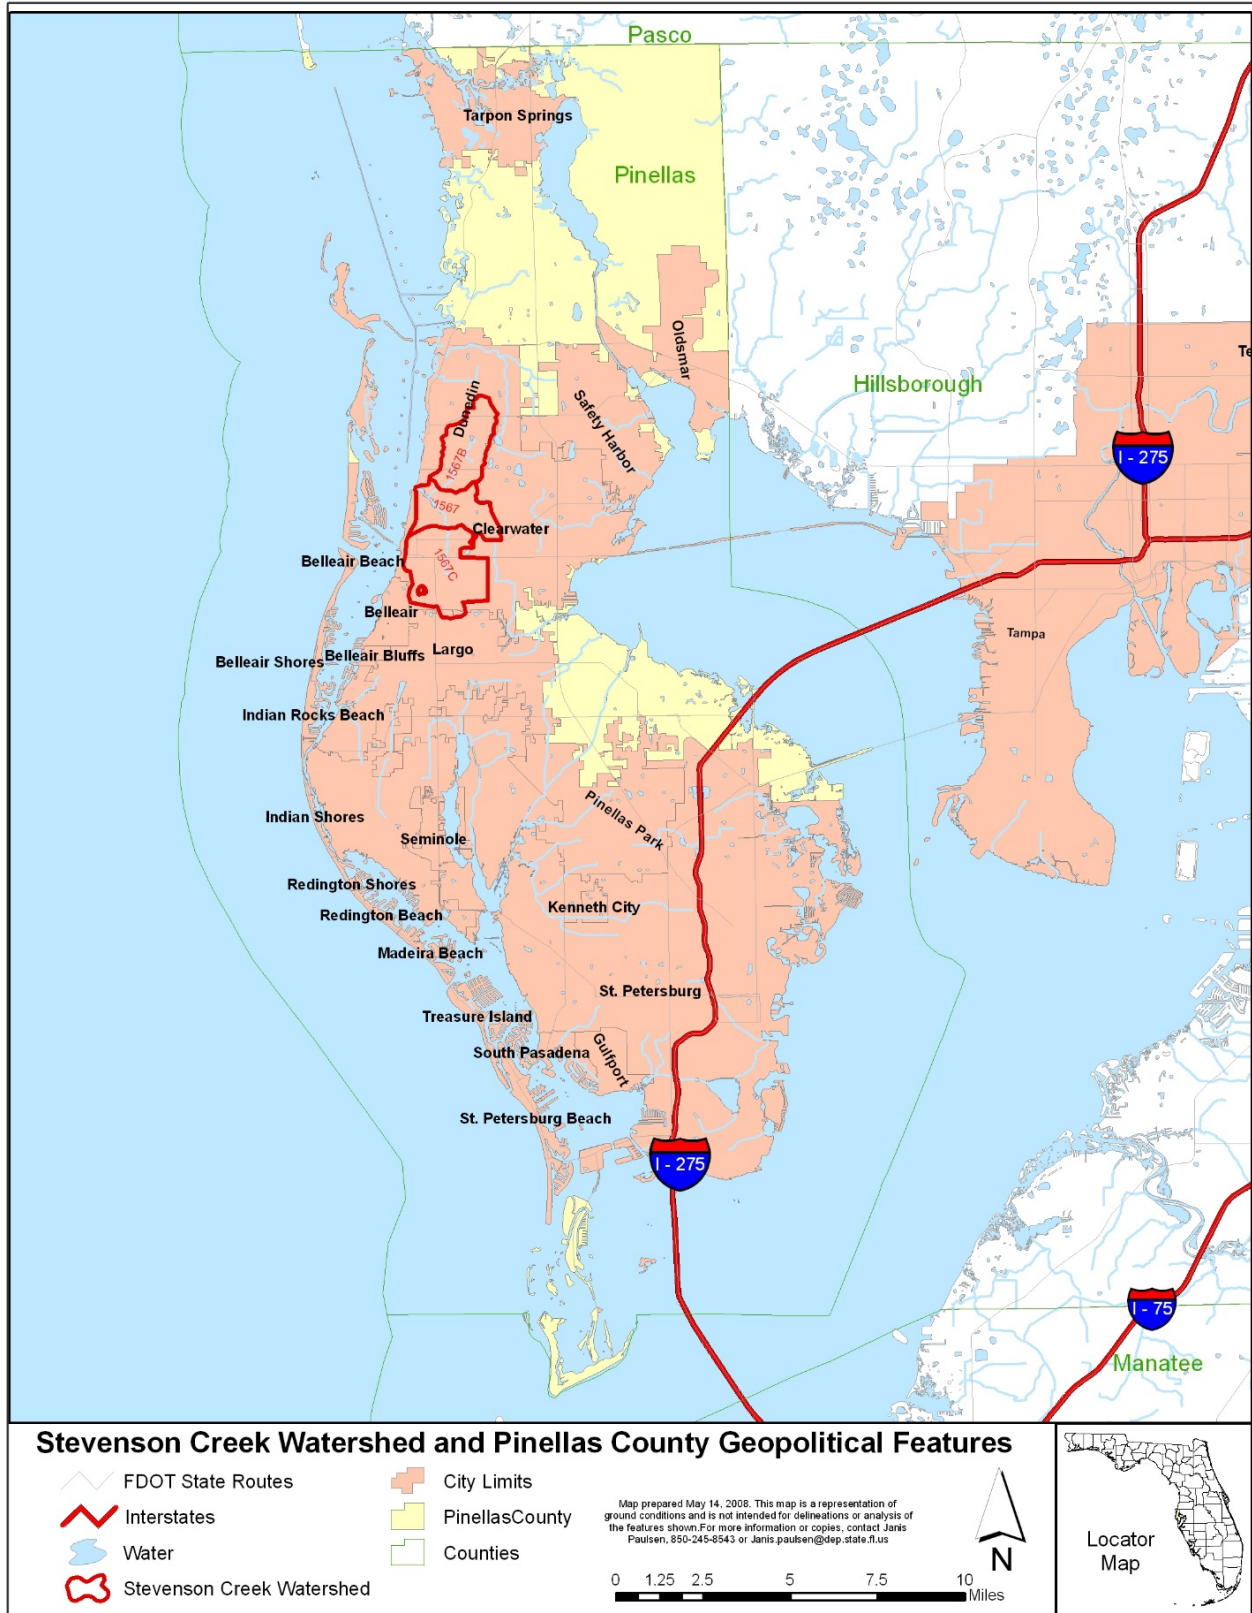 Pasco
Tarpon Springs
Pinellas
Oldsmar
Hillsborough
Dunedin
Safety Harbor
I - 275
1567B
1567
Clearwater
Belleair Beach
1567C
Belleair
Tampa
Largo
Belleair Bluffs
Belleair Shores
Indian Rocks Beach
Indian Shores
Pinellas Park
Seminole
Redington Shores
Kenneth City
Redington Beach
Madeira Beach
St. Petersburg
Treasure Island
South Pasadena
Gulfport
St. Petersburg Beach
I - 275
I - 75
Manatee
Stevenson Creek Watershed and Pinellas County Geopolitical Features
FDOT State Routes
Interstates
Water
Stevenson Creek Watershed
City Limits
PinellasCounty
Counties
Map prepared May 14, 2008. This map is a representation of
ground conditions and is not intended for delineations or analysis of
the features shown.For more information or copies, contact Janis
Paulsen, 850-245-8543 or Janis.paulsen@dep.state.fl.us
0 1.25 2.5 5 7.5 10
Miles
N
Locator
Map